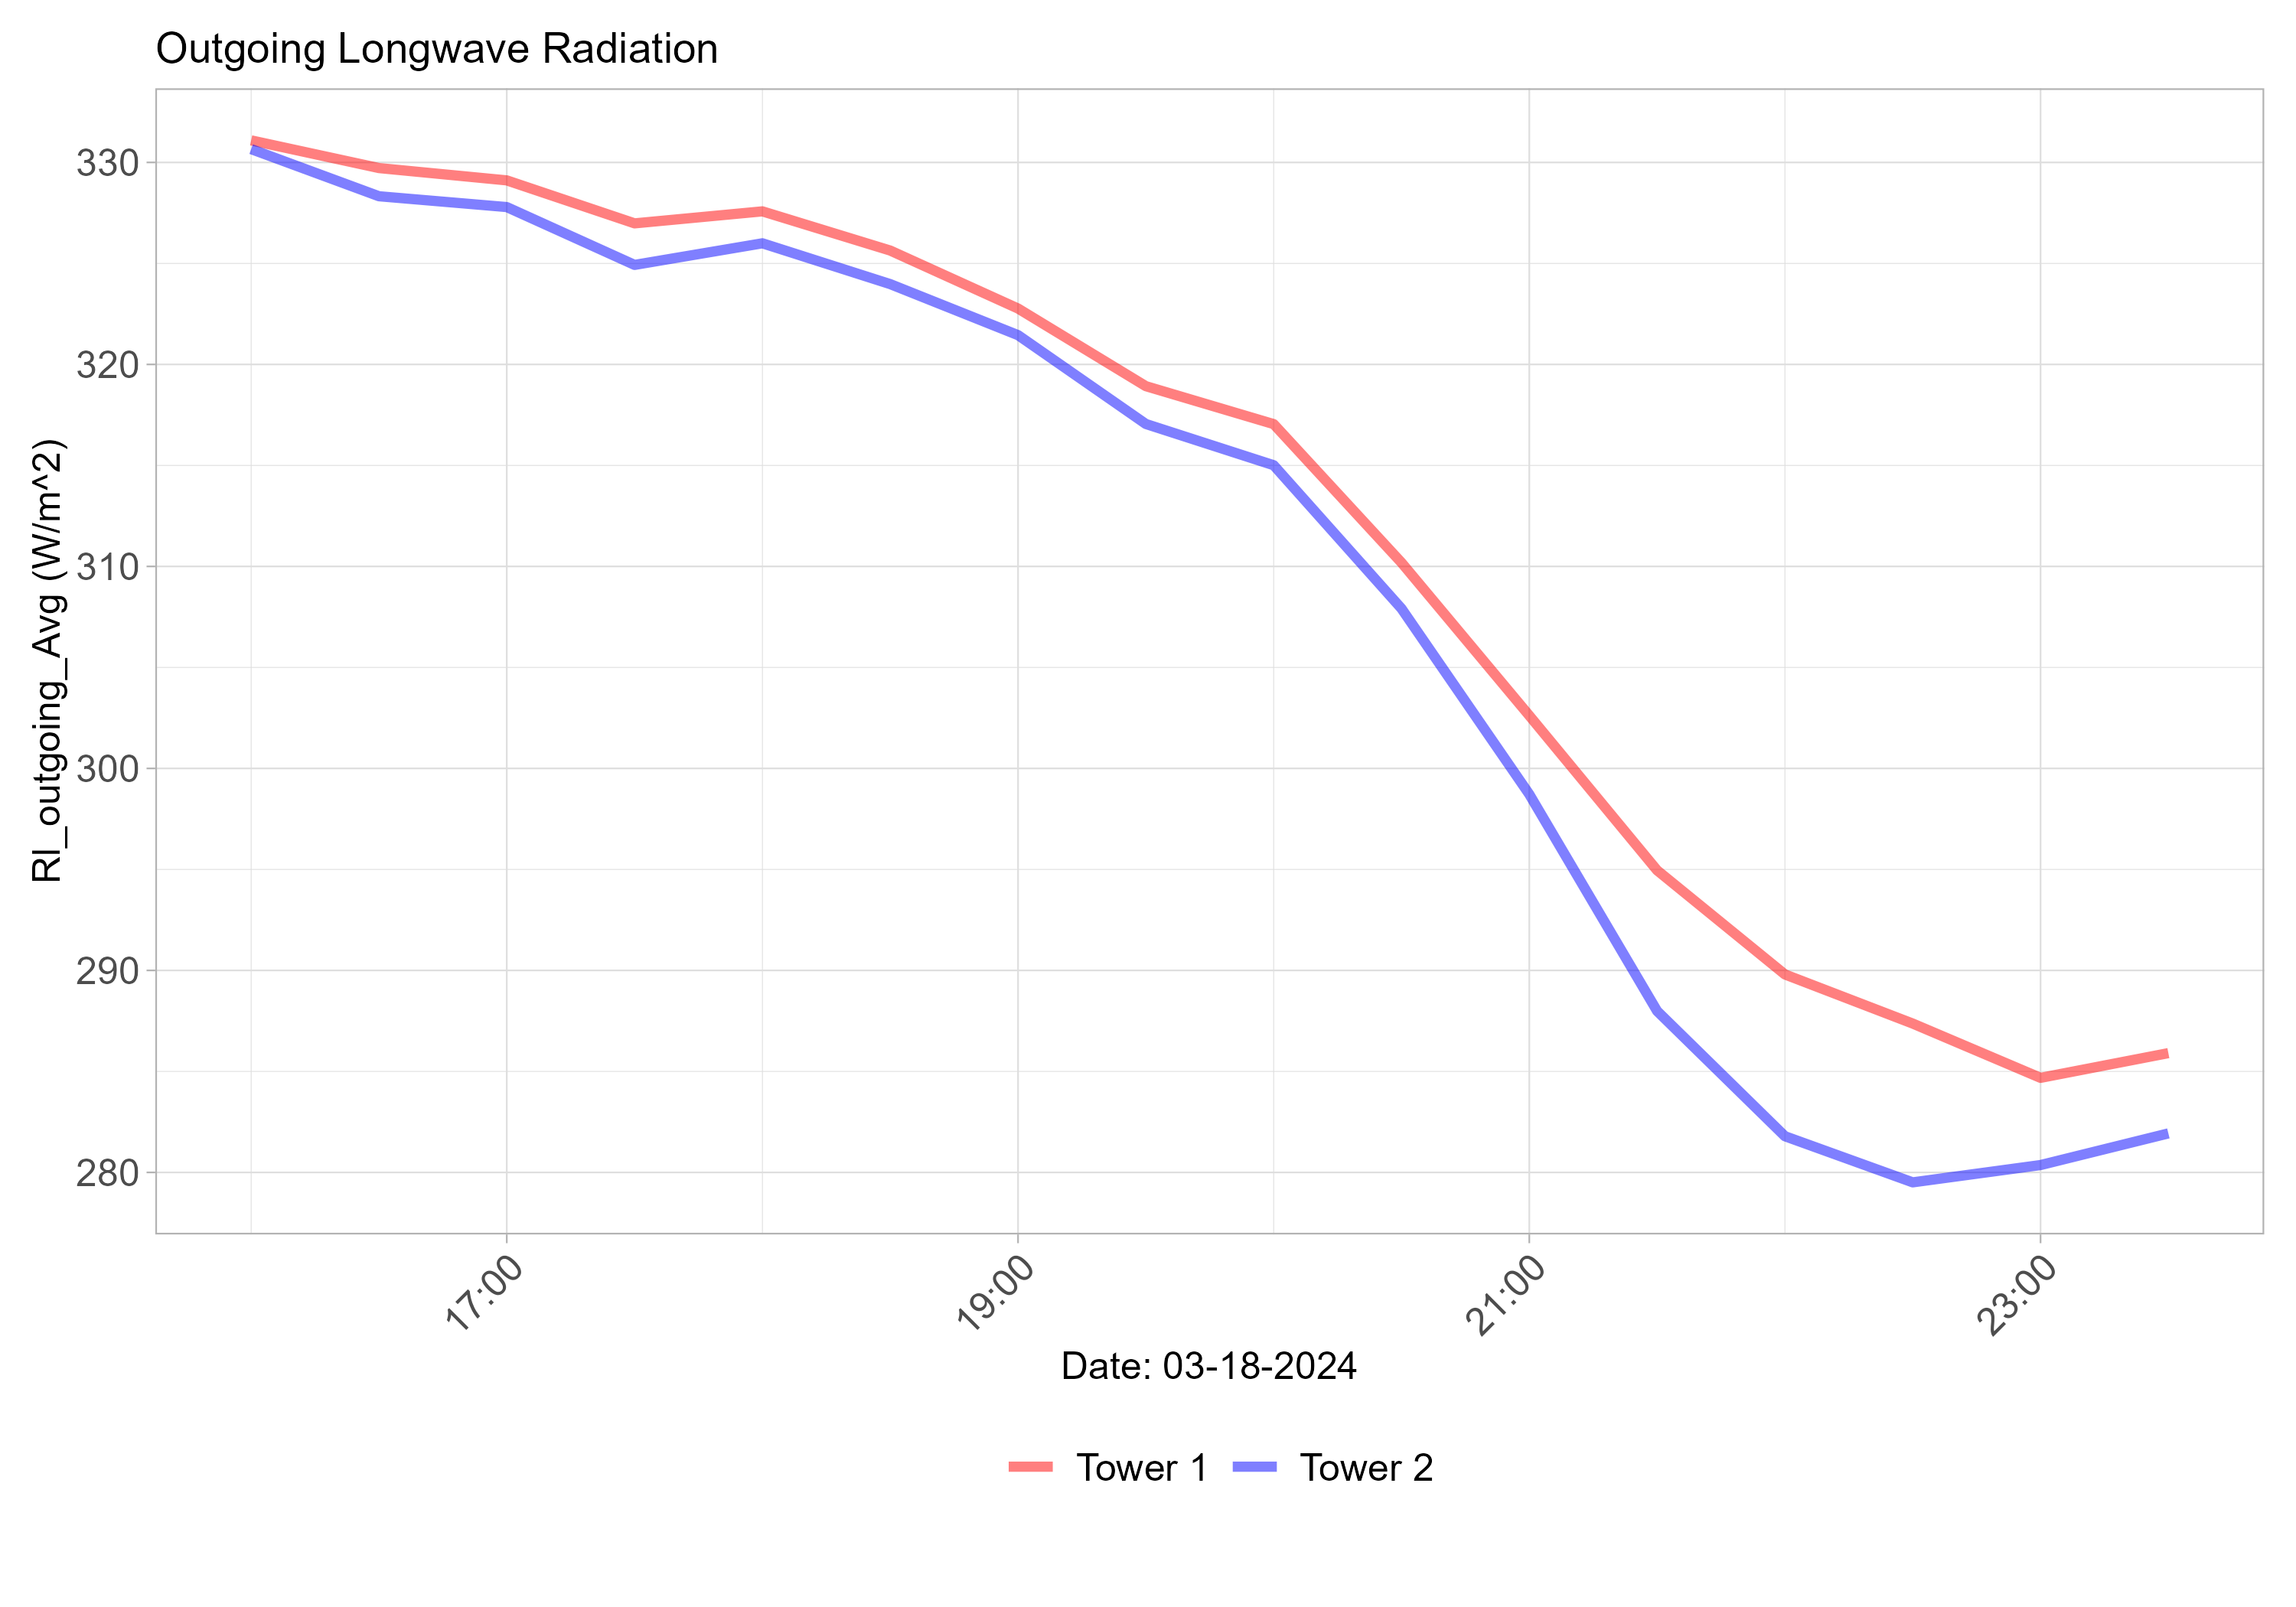 Outgoing Longwave Radiation
Rl_outgoing_Avg (W/m^2)
330
320
310
300
290
280
17:00
19:00
21:00
23:00
Date: 03-18-2024
Tower 1
Tower 2